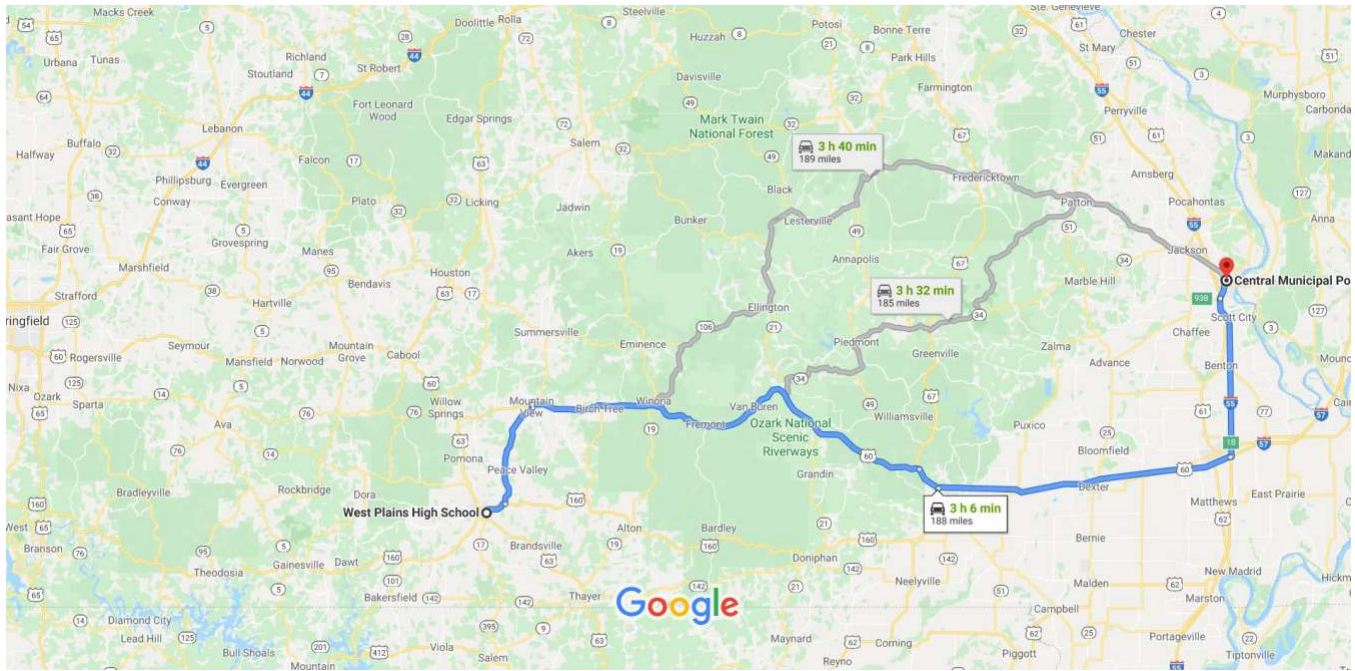 Macks Creek
Doolittle
Rolla
Steelville
Potosi
Ste. Genevieve
Chester
Urbana
Tunas
Richland
St Robert
Huzzah
Bonne Terre
St Mary
Stoutland
Park Hills
Murphysboro
Davisville
Farmington
Perryville
Carbonda
Fort Leonard
Wood
Edgar Springs
Buffalo
Lebanon
Salem
Mark Twain
National Forest
3 h 40 min
189 miles
Halfway
Falcon
Arnsberg
Makand
Phillipsburg
Evergreen
Fredericktown
Conway
Plato
Licking
Jadwin
Black
Patton
Pocahontas
easant Hope
Bunker
Lesterville
Anna
Fair Grove
Grovespring
Manes
Akers
Jackson
Marshfield
Houston
Annapolis
Strafford
Bendavis
Marble Hill
Central Municipal Po
Hartville
3 h 32 min
185 miles
Ellington
Scott City
ringfield
Summersville
Chaffee
Rogersville
Seymour
Mountain
Grove
Cabool
Eminence
Piedmont
Greenville
Zalma
Mansfield
Norwood
Advance
Benton
Mound
Nixa
Ozark
Sparta
Willow
Springs
Mountain
View
Birch Tree
Winona
Van Buren
Ava
Fremont
Ozark National
Scenic
Riverways
Williamsville
Puxico
Pomona
Peace Valley
Bloomfield
Grandin
Dexter
Bradleyville
Rockbridge
Dora
Matthews
East Prairie
West Plains High School
3 h 6 min
188 miles
Branson
Alton
Bardley
Brandsville
Bernie
Theodosia
Gainesville
Dawt
Doniphan
New Madrid
Neelyville
Malden
Bakersfield
Thayer
Google
Campbell
Marston
Diamond City
Lead Hill
Bull Shoals
Viola
Salem
Maynard
Corning
Portageville
Mountain
Reyno
Piggott
Tiptonville